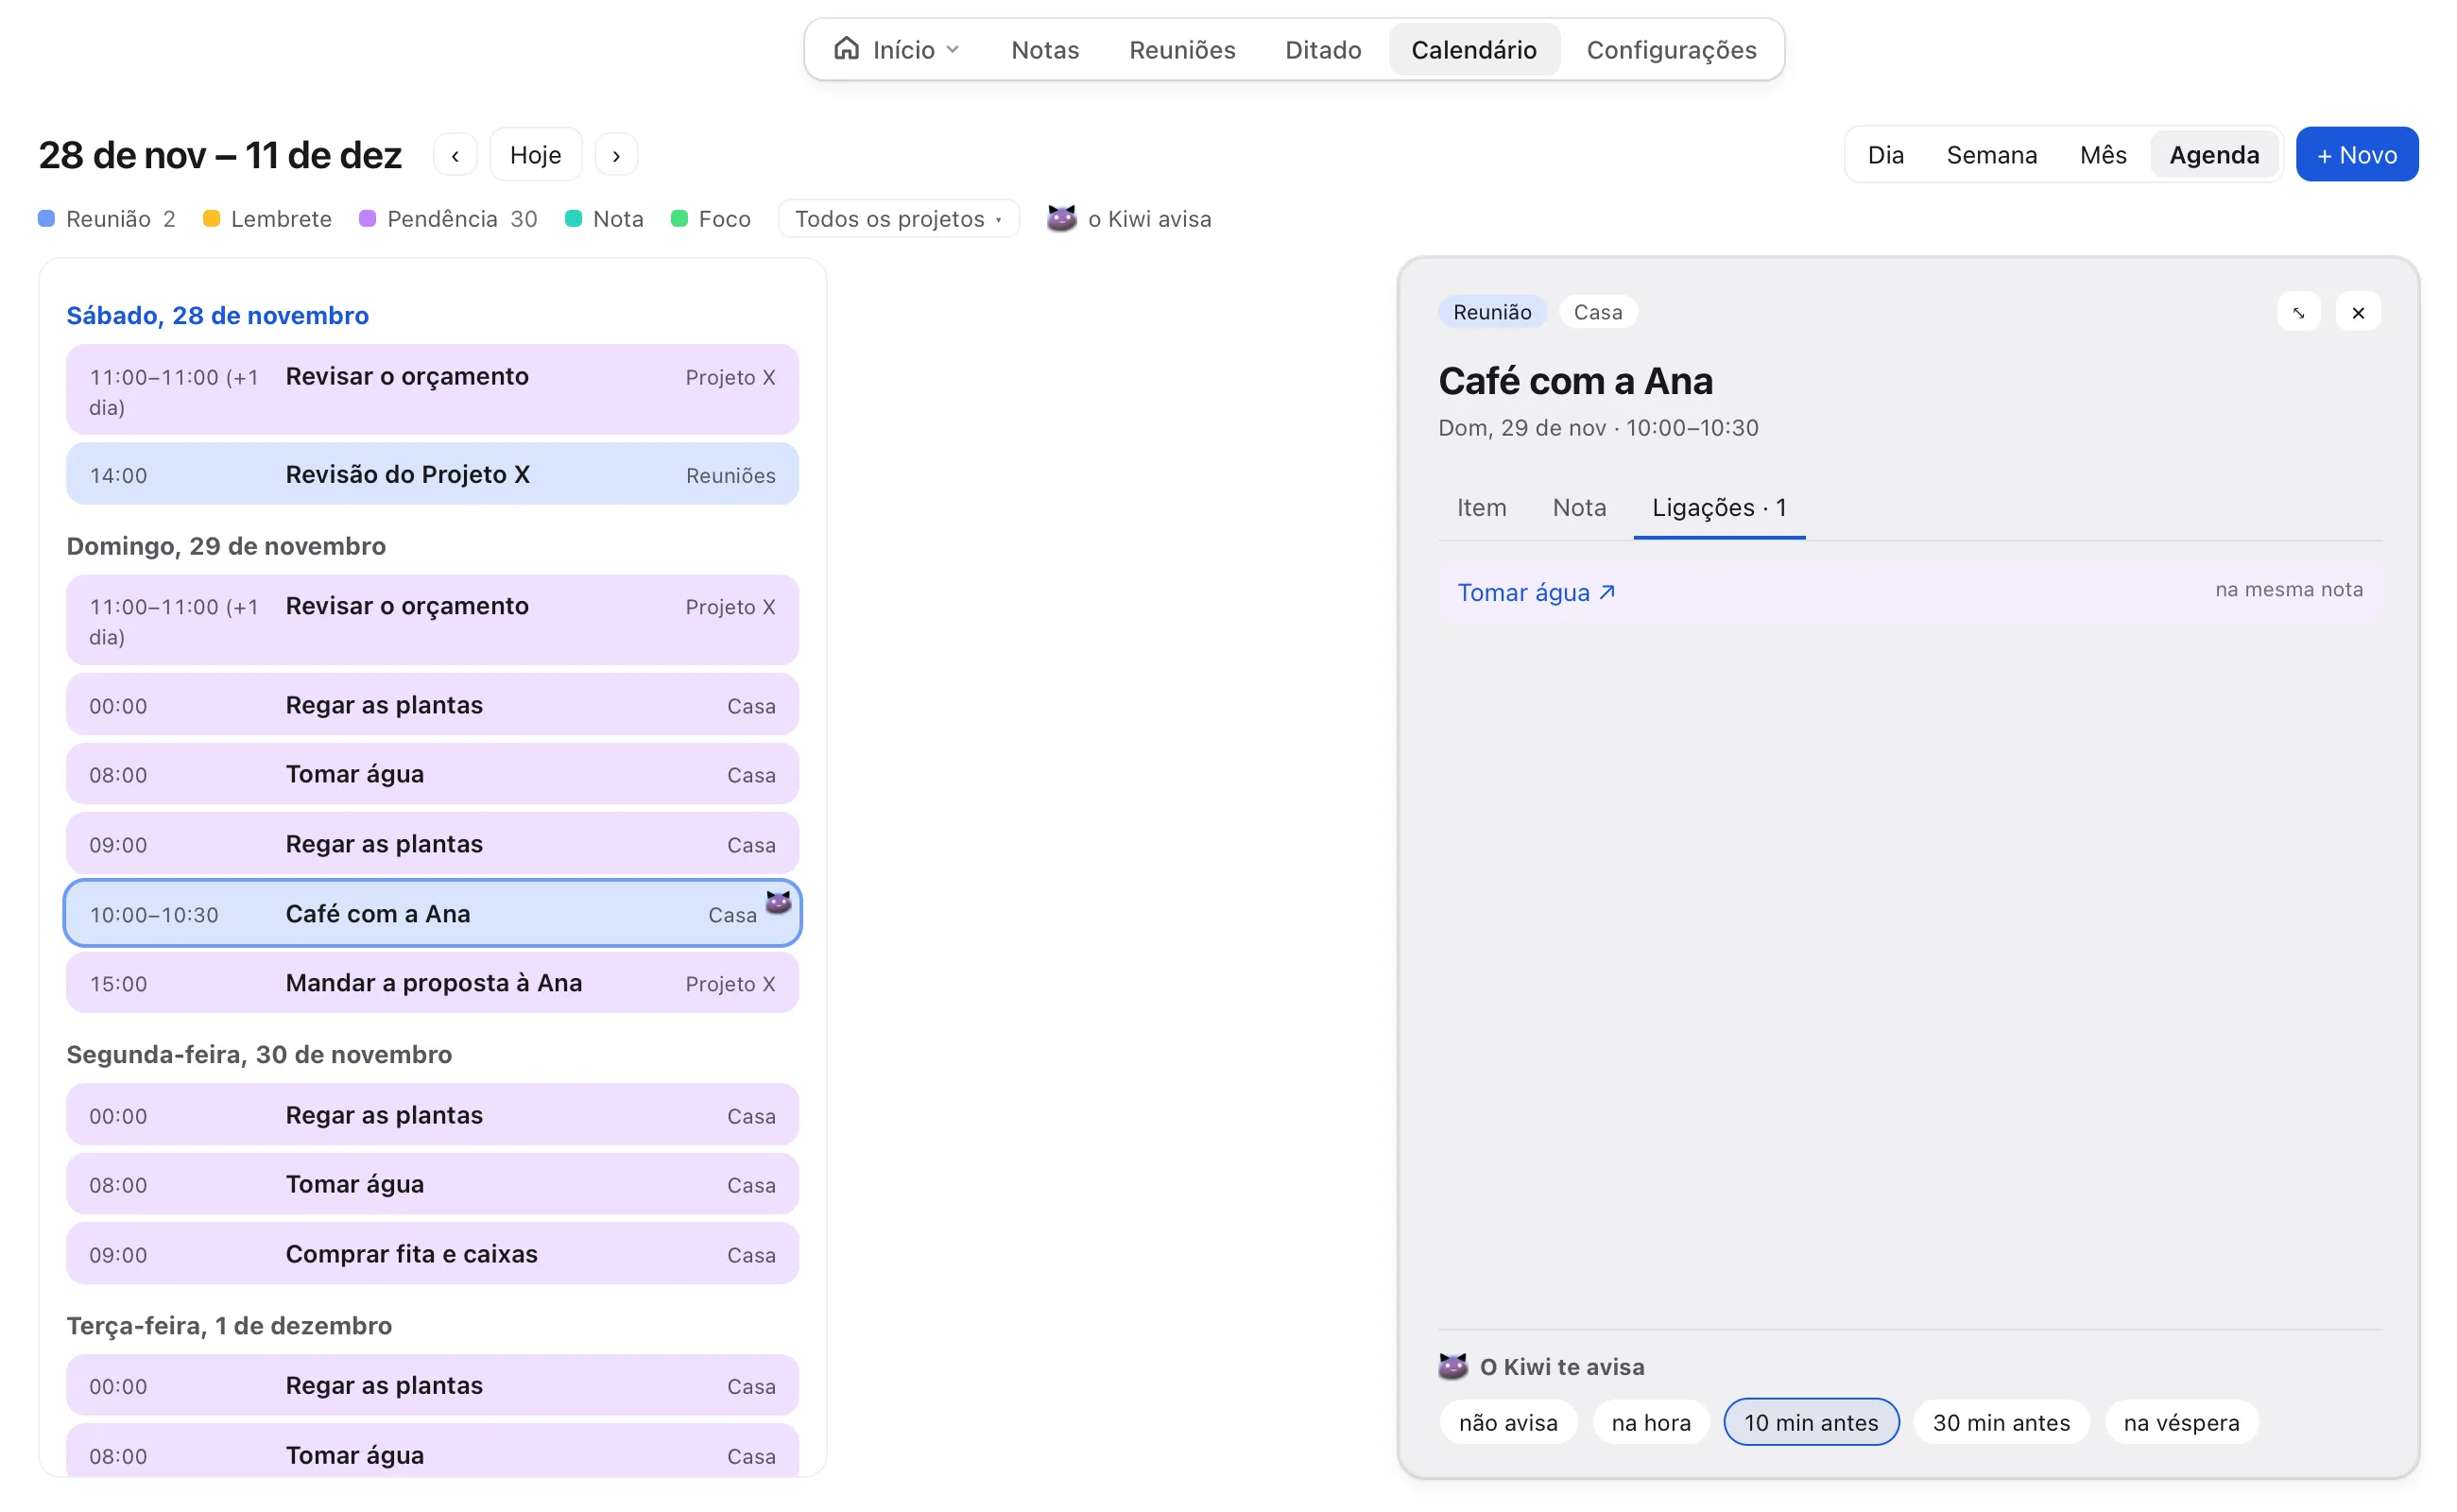 Início Notas Reuniões Ditado Calendário Configurações
28 de nov – 11 de dez ‹ Hoje › Dia Semana Mês Agenda + Novo
Reunião 2 Lembrete Pendência 30 Nota Foco Todos os projetos o Kiwi avisa
Sábado, 28 de novembro
11:00–11:00 (+1 dia) Revisar o orçamento Projeto X
14:00 Revisão do Projeto X Reuniões
Domingo, 29 de novembro
11:00–11:00 (+1 dia) Revisar o orçamento Projeto X
00:00 Regar as plantas Casa
08:00 Tomar água Casa
09:00 Regar as plantas Casa
10:00–10:30 Café com a Ana Casa
15:00 Mandar a proposta à Ana Projeto X
Segunda-feira, 30 de novembro
00:00 Regar as plantas Casa
08:00 Tomar água Casa
09:00 Comprar fita e caixas Casa
Terça-feira, 1 de dezembro
00:00 Regar as plantas Casa
08:00 Tomar água Casa
Reunião Casa
Café com a Ana
Dom, 29 de nov · 10:00–10:30
Item Nota Ligações · 1
Tomar água ↗ na mesma nota
O Kiwi te avisa
não avisa na hora 10 min antes 30 min antes na véspera